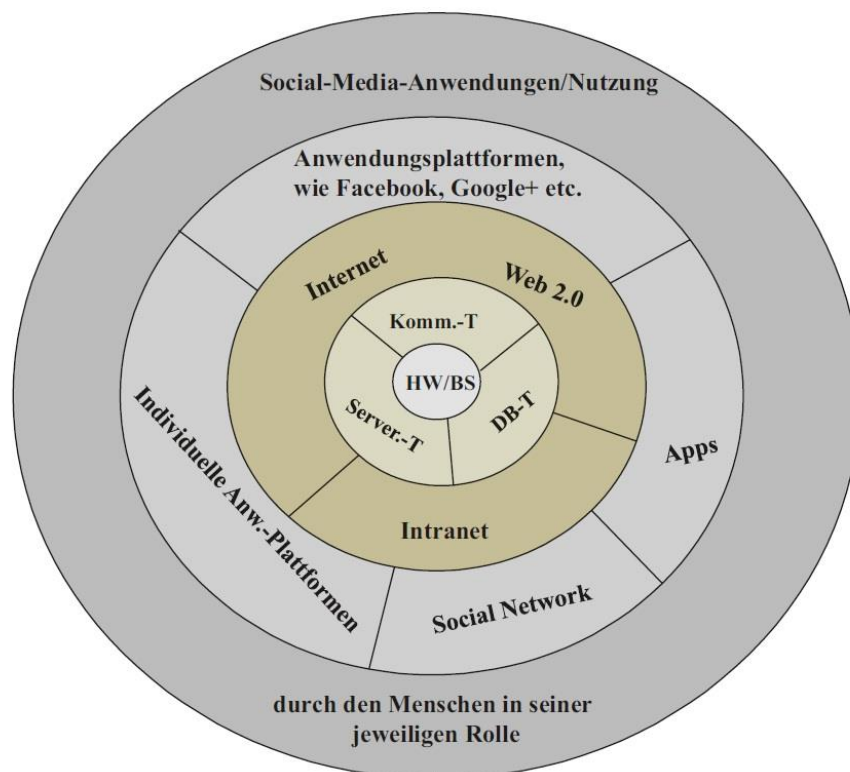 Social-Media-Anwendungen/Nutzung
Anwendungsplattformen,
wie Facebook, Google+ etc.
Internet
Web 2.0
Komm.-T
HW/BS
Server.-T
DB-T
Individuelle Anw.-Plattformen
Apps
Intranet
Social Network
durch den Menschen in seiner
jeweiligen Rolle